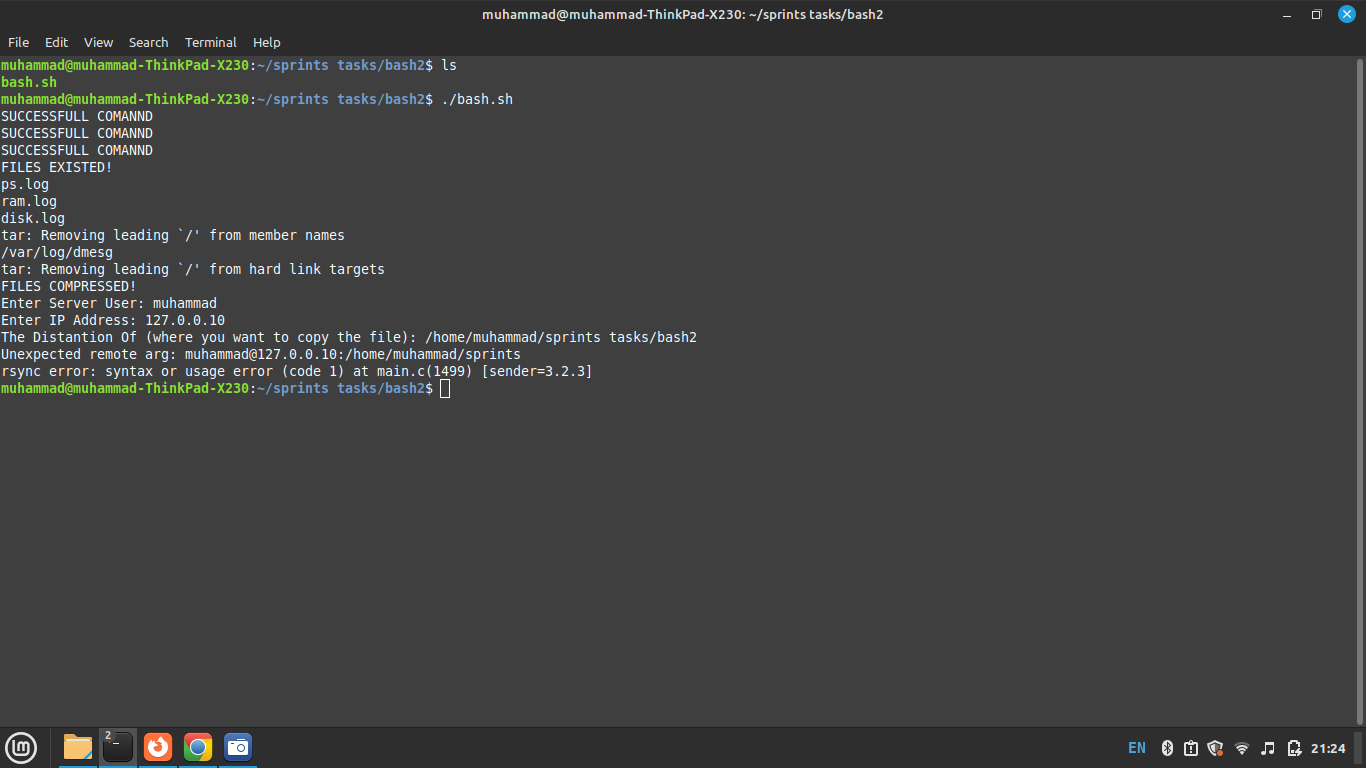 muhammad@muhammad-ThinkPad-X230: ~/sprints tasks/bash2
File Edit View Search Terminal Help
muhammad@muhammad-ThinkPad-X230:~/sprints tasks/bash2$ ls
bash.sh
muhammad@muhammad-ThinkPad-X230:~/sprints tasks/bash2$ ./bash.sh
SUCCESSFULL COMANND
SUCCESSFULL COMANND
SUCCESSFULL COMANND
FILES EXISTED!
ps.log
ram.log
disk.log
tar: Removing leading `/' from member names
/var/log/dmesg
tar: Removing leading `/' from hard link targets
FILES COMPRESSED!
Enter Server User: muhammad
Enter IP Address: 127.0.0.10
The Distantion Of (where you want to copy the file): /home/muhammad/sprints tasks/bash2
Unexpected remote arg: muhammad@127.0.0.10:/home/muhammad/sprints
rsync error: syntax or usage error (code 1) at main.c(1499) [sender=3.2.3]
muhammad@muhammad-ThinkPad-X230:~/sprints tasks/bash2$
2
EN 21:24